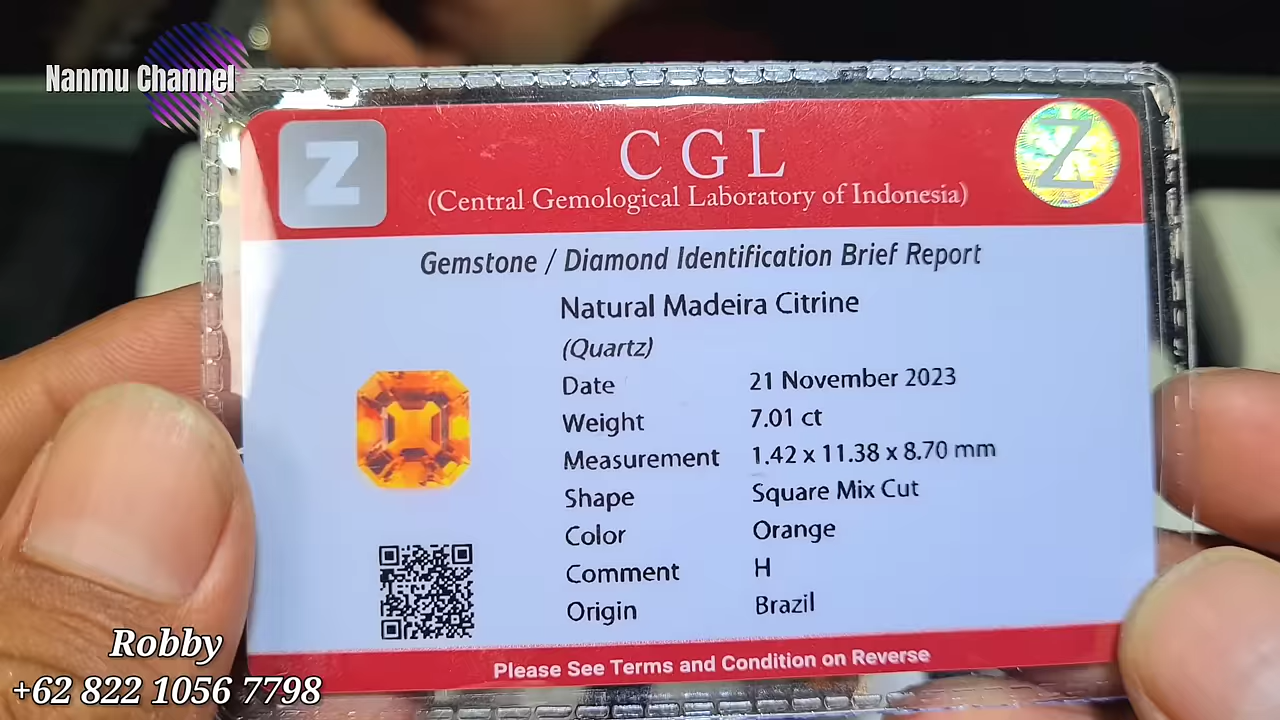 Nanmu Channel
Z
C G L
Z
(Central Gemological Laboratory of Indonesia)
Gemstone / Diamond Identification Brief Report
Natural Madeira Citrine
(Quartz)
Date 21 November 2023
Weight 7.01 ct
Measurement 1.42 x 11.38 x 8.70 mm
Shape Square Mix Cut
Color Orange
Comment H
Origin Brazil
Please See Terms and Condition on Reverse
Robby
+62 822 1056 7798